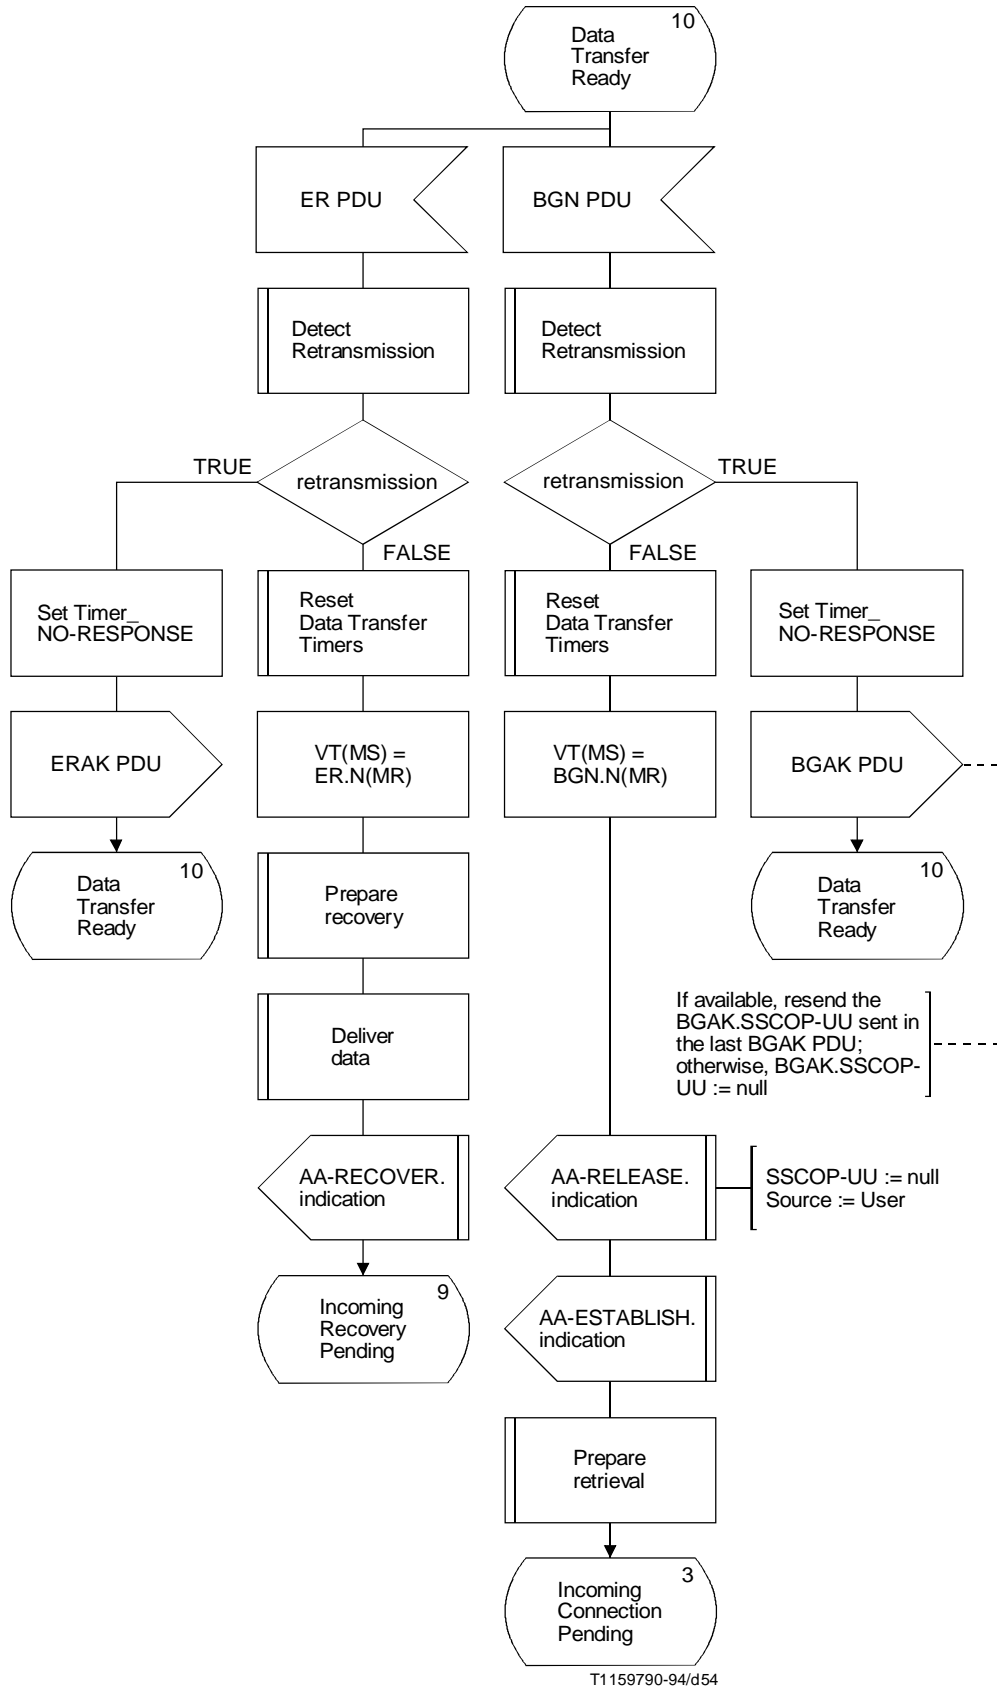 10
Data
Transfer
Ready
ER PDU
BGN PDU
Detect
Retransmission
Detect
Retransmission
TRUE
retransmission
retransmission
TRUE
FALSE
FALSE
Set Timer_
NO-RESPONSE
Reset
Data Transfer
Timers
Reset
Data Transfer
Timers
Set Timer_
NO-RESPONSE
ERAK PDU
VT(MS) =
ER.N(MR)
VT(MS) =
BGN.N(MR)
BGAK PDU
10
Data
Transfer
Ready
Prepare
recovery
10
Data
Transfer
Ready
Deliver
data
If available, resend the
BGAK.SSCOP-UU sent in
the last BGAK PDU;
otherwise, BGAK.SSCOP-
UU := null
AA-RECOVER.
indication
AA-RELEASE.
indication
SSCOP-UU := null
Source := User
9
Incoming
Recovery
Pending
AA-ESTABLISH.
indication
Prepare
retrieval
3
Incoming
Connection
Pending
T1159790-94/d54